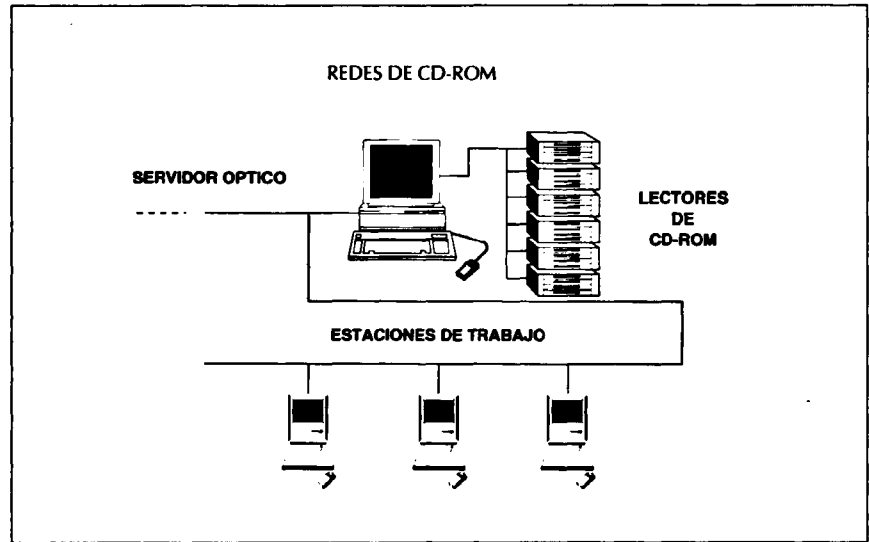 REDES DE CD-ROM
SERVIDOR OPTICO
LECTORES
DE
CD-ROM
ESTACIONES DE TRABAJO